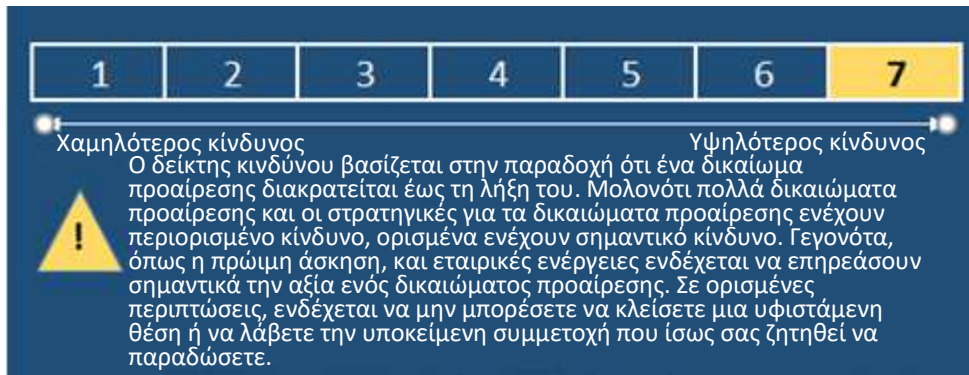 1 2 3 4 5 6 7
Χαμηλότερος κίνδυνος Υψηλότερος κίνδυνος
Ο δείκτης κινδύνου βασίζεται στην παραδοχή ότι ένα δικαίωμα
προαίρεσης διακρατείται έως τη λήξη του. Μολονότι πολλά δικαιώματα
προαίρεσης και οι στρατηγικές για τα δικαιώματα προαίρεσης ενέχουν
περιορισμένο κίνδυνο, ορισμένα ενέχουν σημαντικό κίνδυνο. Γεγονότα,
όπως η πρώιμη άσκηση, και εταιρικές ενέργειες ενδέχεται να επηρεάσουν
σημαντικά την αξία ενός δικαιώματος προαίρεσης. Σε ορισμένες
περιπτώσεις, ενδέχεται να μην μπορέσετε να κλείσετε μια υφιστάμενη
θέση ή να λάβετε την υποκείμενη συμμετοχή που ίσως σας ζητηθεί να
παραδώσετε.
!